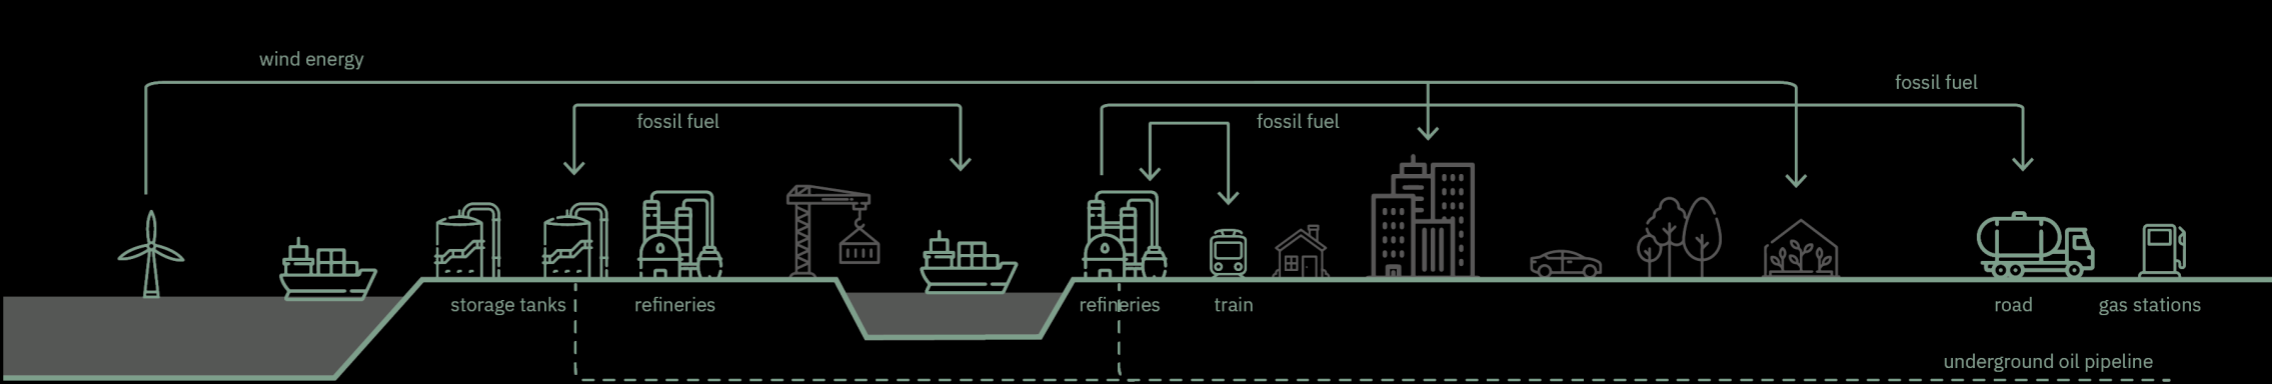 wind energy
fossil fuel
fossil fuel
fossil fuel
storage tanks
refineries
refineries
train
road
gas stations
underground oil pipeline